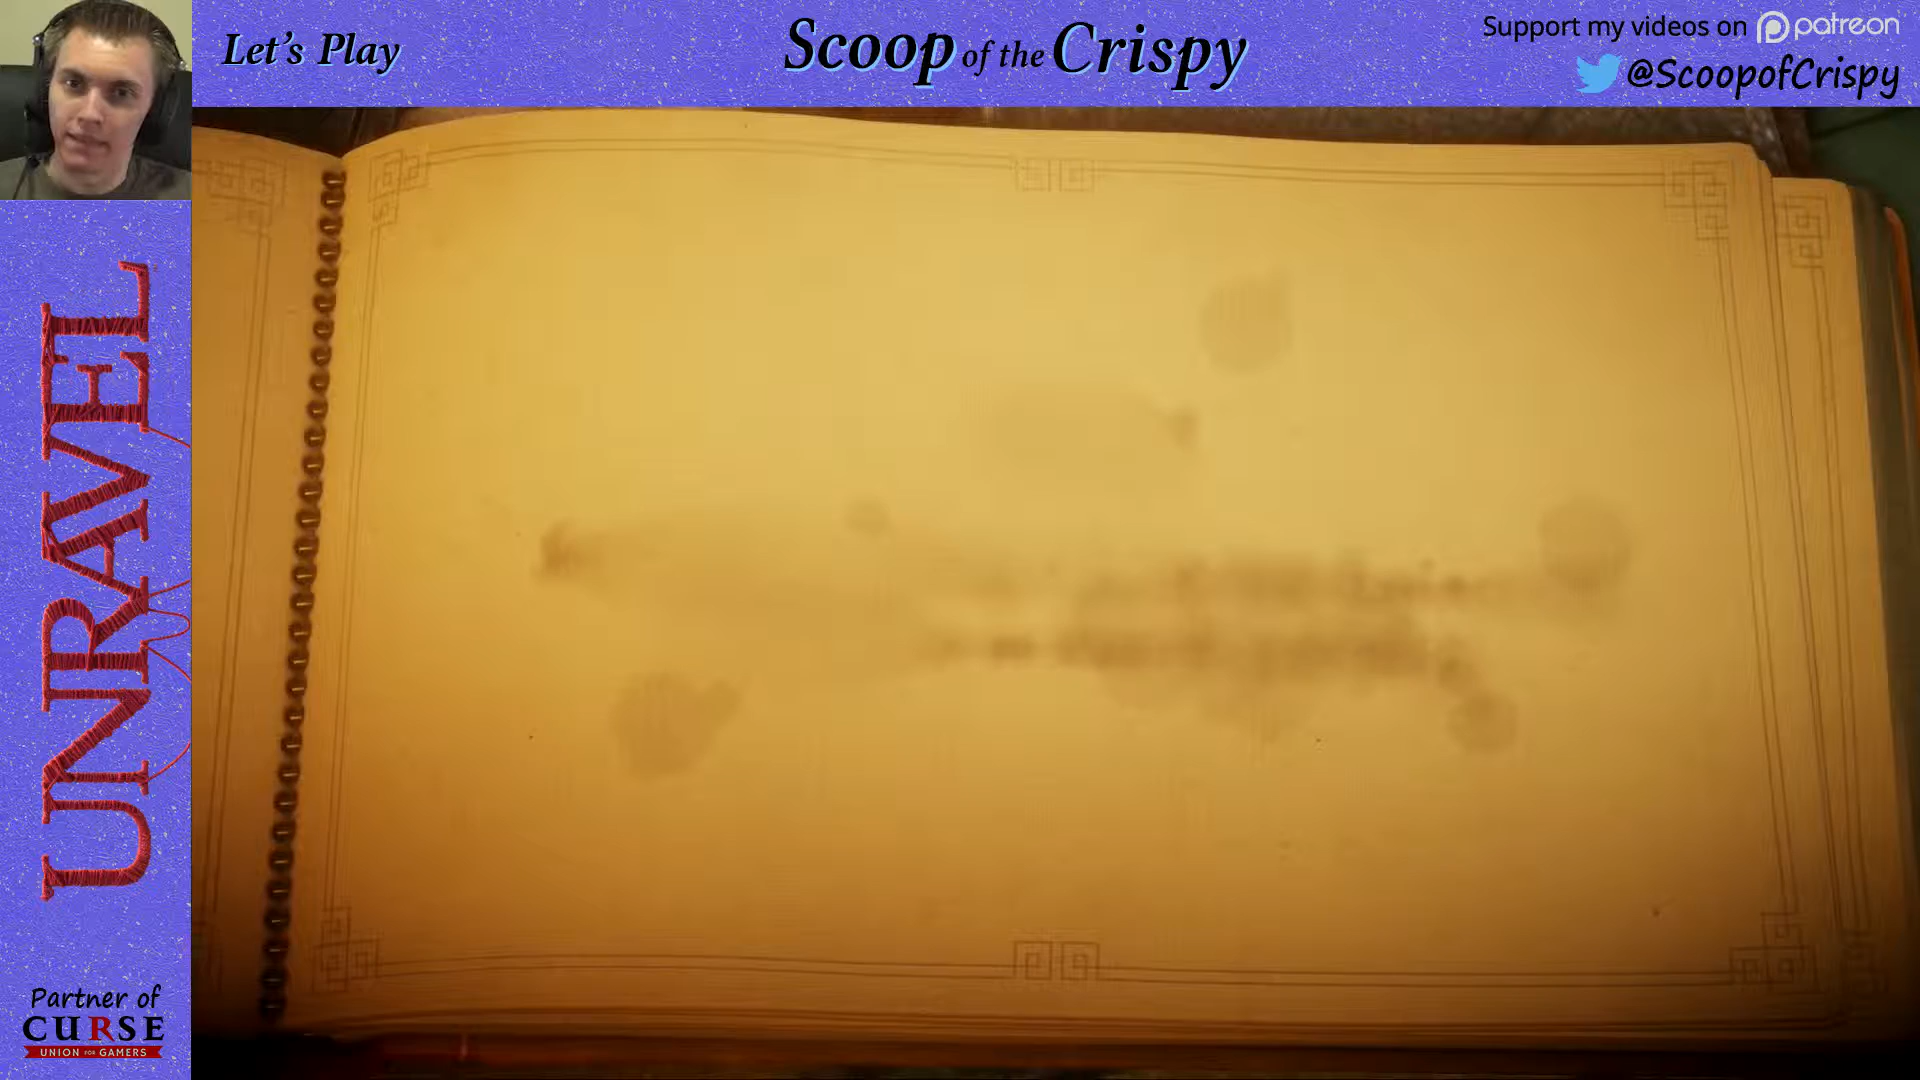 Let's Play
Scoop of the Crispy
Support my videos on patreon
@ScoopofCrispy
UNRAVEL
Partner of
CURSE
UNION FOR GAMERS